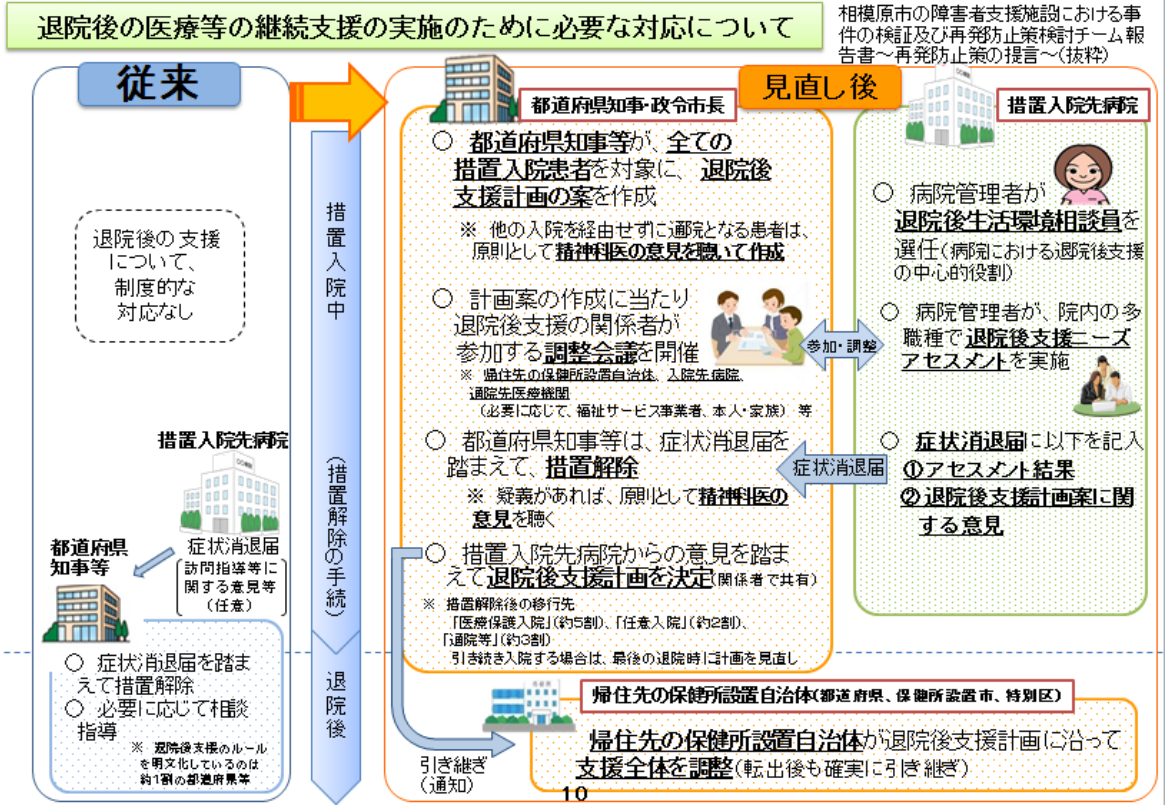 退院後の医療等の継続支援の実施のために必要な対応について
相模原市の障害者支援施設における事
件の検証及び再発防止策検討チーム報
告書～再発防止策の提言～(抜粋)
従来
退院後の支援
について、
制度的な
対応なし
措置入院先病院
都道府県
知事等
症状消退届
訪問指導等に
関する意見等
(任意)
○ 症状消退届を踏ま
えて措置解除
○ 必要に応じて相談
指導
※ 退院後支援のルール
を明文化しているのは
約1割の都道府県等
措置入院中
(措置解除の手続)
退院後
見直し後
都道府県知事・政令市長
○ 都道府県知事等が、全ての
措置入院患者を対象に、退院後
支援計画の案を作成
※ 他の入院を経由せずに通院となる患者は、
原則として精神科医の意見を聴いて作成
○ 計画案の作成に当たり
退院後支援の関係者が
参加する調整会議を開催
※ 帰住先の保健所設置自治体、入院先病院、
通院先医療機関
(必要に応じて、福祉サービス事業者、本人・家族) 等
○ 都道府県知事等は、症状消退届を
踏まえて、措置解除
※ 疑義があれば、原則として精神科医の
意見を聴く
○ 措置入院先病院からの意見を踏ま
えて退院後支援計画を決定(関係者で共有)
※ 措置解除後の移行先
「医療保護入院」(約5割)、「任意入院」(約2割)、
「通院等」(約3割)
引き続き入院する場合は、最後の退院時に計画を見直し
参加・調整
症状消退届
措置入院先病院
○ 病院管理者が
退院後生活環境相談員を
選任(病院における退院後支援
の中心的役割)
○ 病院管理者が、院内の多
職種で退院後支援ニーズ
アセスメントを実施
○ 症状消退届に以下を記入
①アセスメント結果
②退院後支援計画案に関
する意見
引き継ぎ
(通知)
帰住先の保健所設置自治体(都道府県、保健所設置市、特別区)
帰住先の保健所設置自治体が退院後支援計画に沿って
支援全体を調整(転出後も確実に引き継ぎ)
10